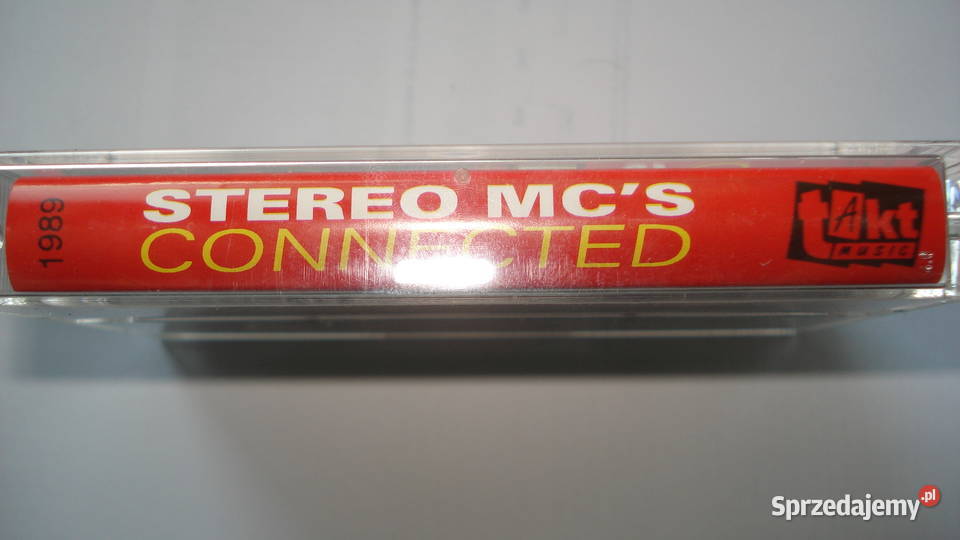 1989
STEREO MC'S
CONNECTED
tAkt
MUSIC
Sprzedajemy.pl